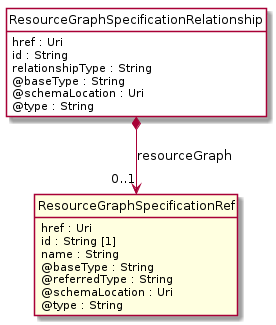 ResourceGraphSpecificationRelationship
href : Uri
id : String
relationshipType : String
@baseType : String
@schemaLocation : Uri
@type : String
resourceGraph
0..1
ResourceGraphSpecificationRef
href : Uri
id : String [1]
name : String
@baseType : String
@referredType : String
@schemaLocation : Uri
@type : String